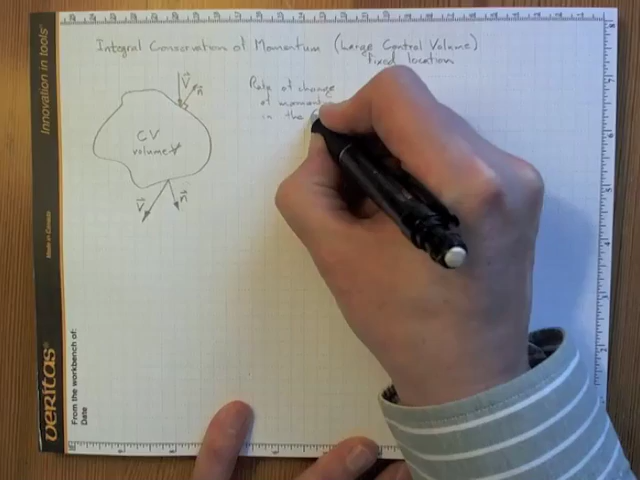 Integral Conservation of Momentum (Large Control Volume)
fixed location
Rate of change
of moment
in the
CV
volume V
V n
V n
Innovation in tools
Made in Canada
veritas
From the workbench of:
Date